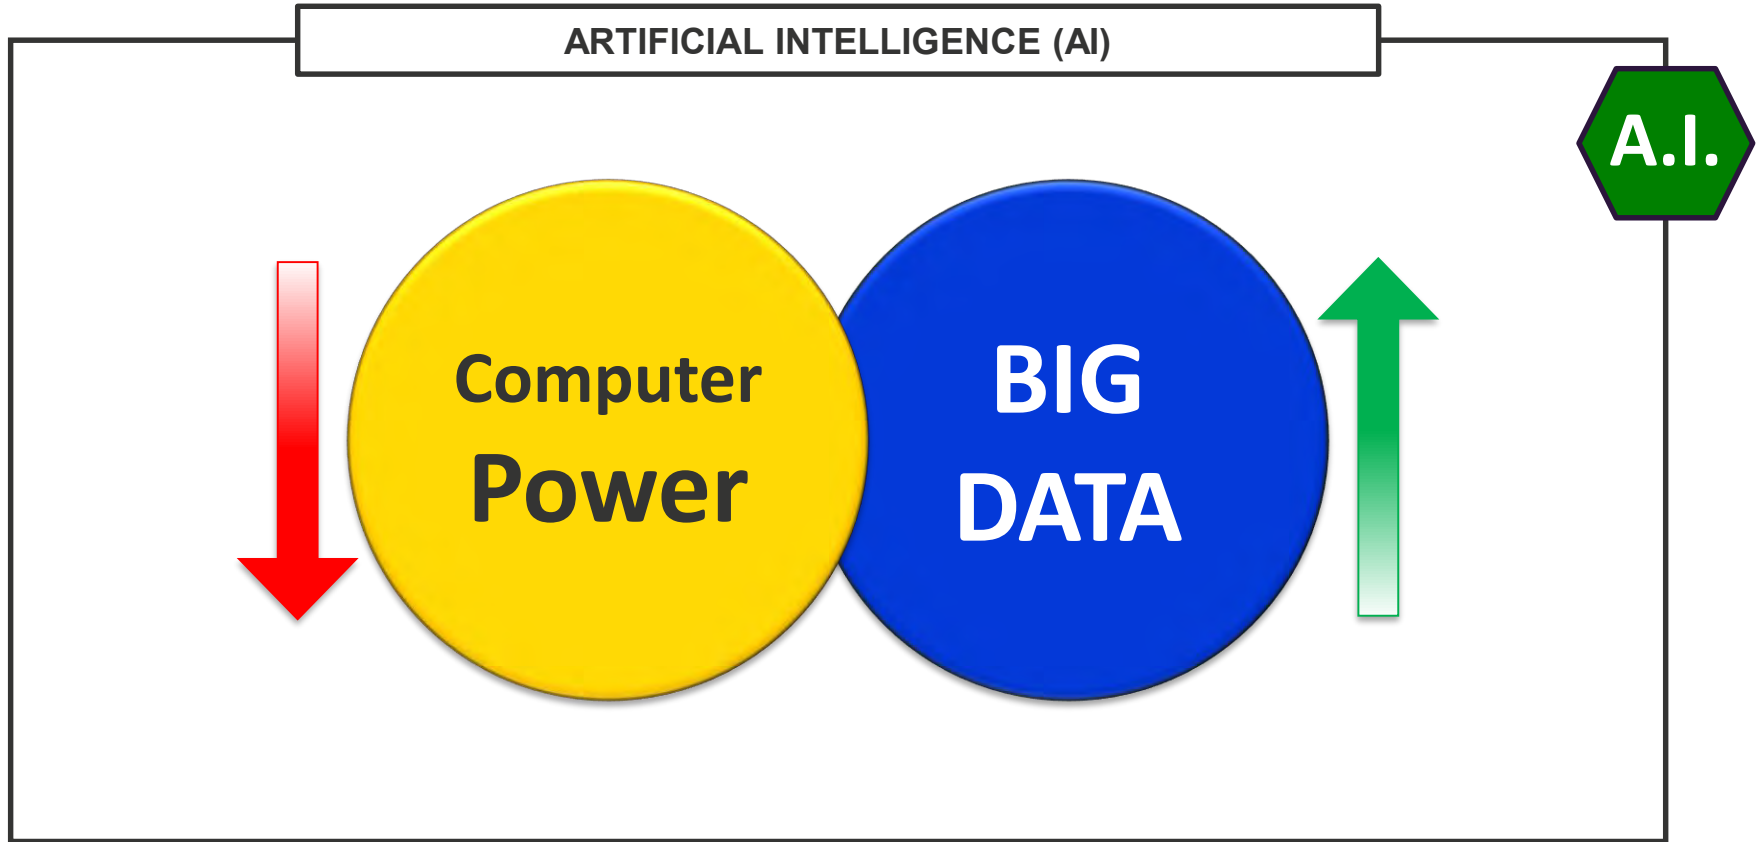 ARTIFICIAL INTELLIGENCE (AI)
A.I.
Computer
Power
BIG
DATA